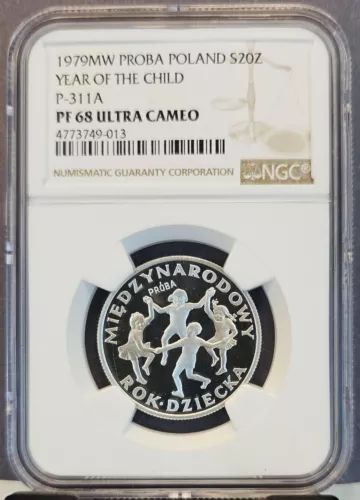 1979MW PROBA POLAND S20Z
YEAR OF THE CHILD
P-311A
PF 68 ULTRA CAMEO
4773749-013
NUMISMATIC GUARANTY CORPORATION
NGC®
MIĘDZYNARODOWY
PRÓBA
ROK·DZIECKA